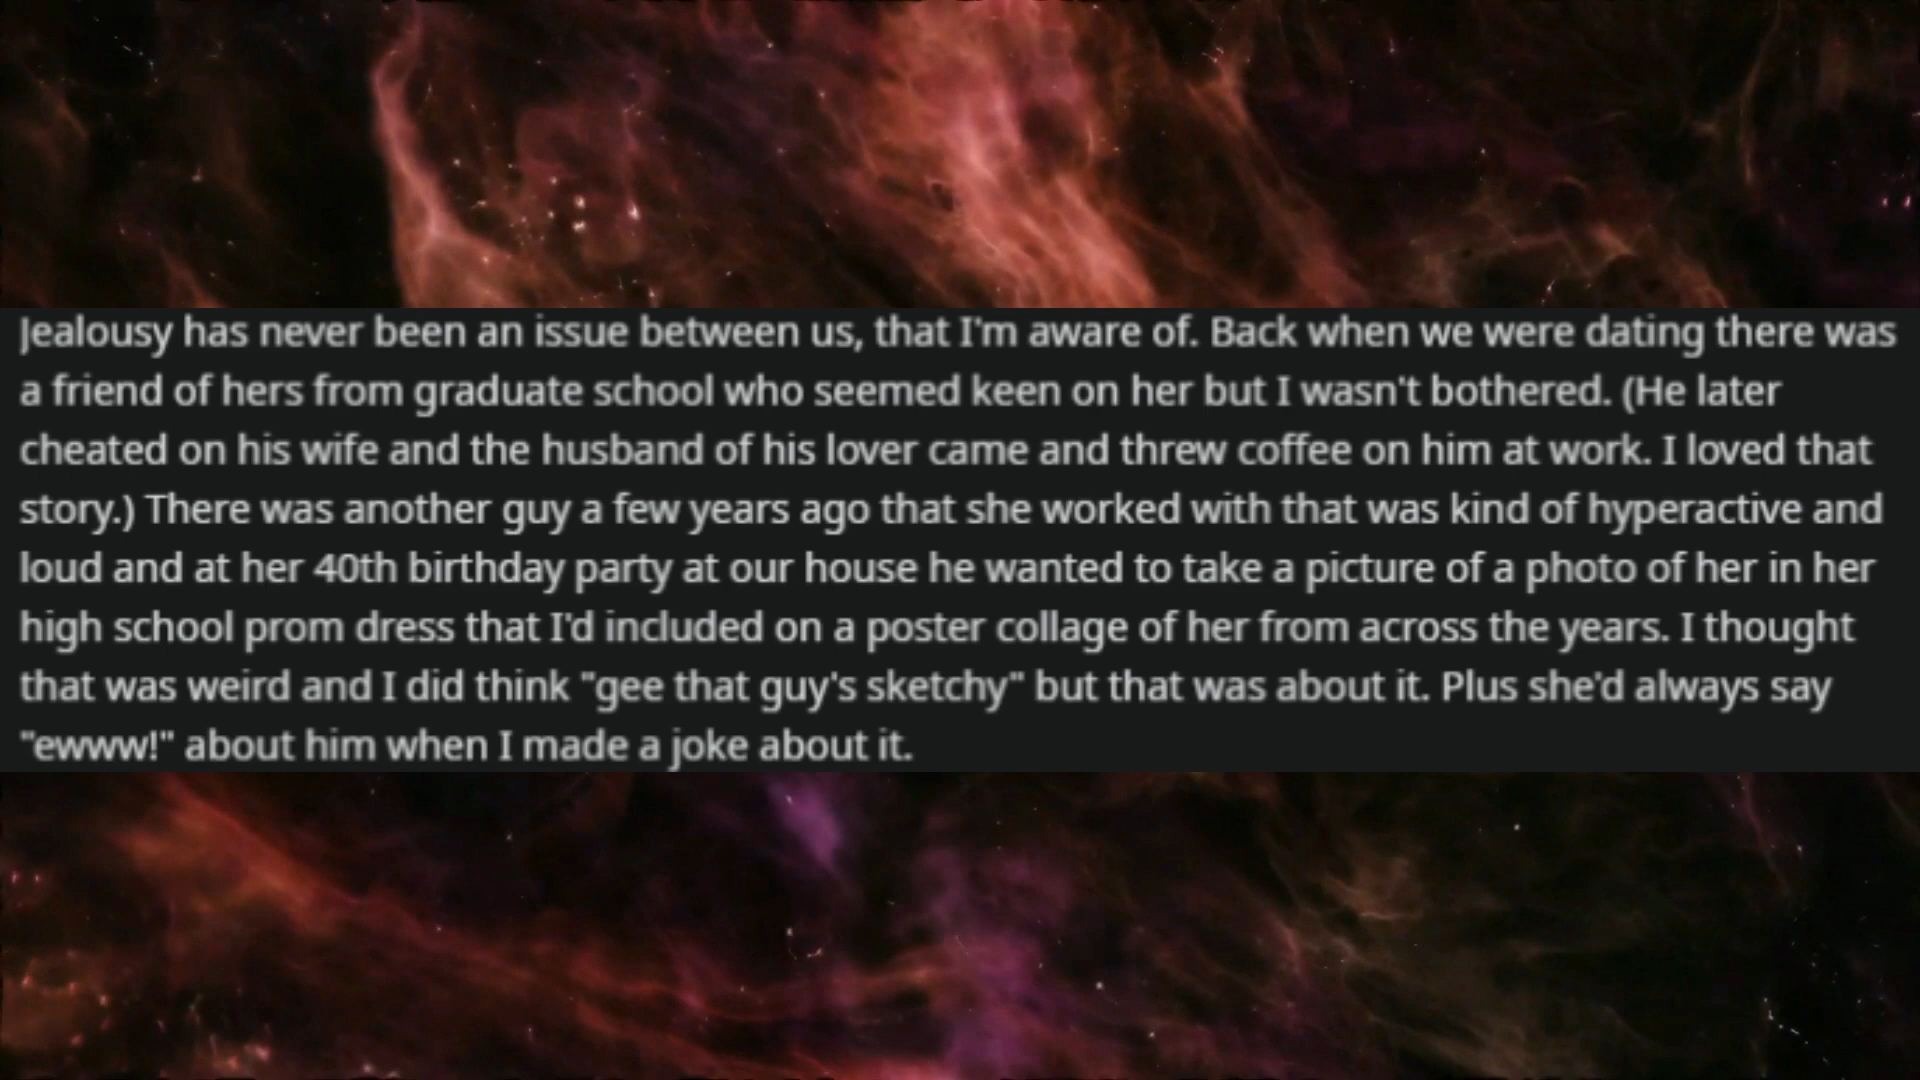 Jealousy has never been an issue between us, that I'm aware of. Back when we were dating there was
a friend of hers from graduate school who seemed keen on her but I wasn't bothered. (He later
cheated on his wife and the husband of his lover came and threw coffee on him at work. I loved that
story.) There was another guy a few years ago that she worked with that was kind of hyperactive and
loud and at her 40th birthday party at our house he wanted to take a picture of a photo of her in her
high school prom dress that I'd included on a poster collage of her from across the years. I thought
that was weird and I did think "gee that guy's sketchy" but that was about it. Plus she'd always say
"ewww!" about him when I made a joke about it.